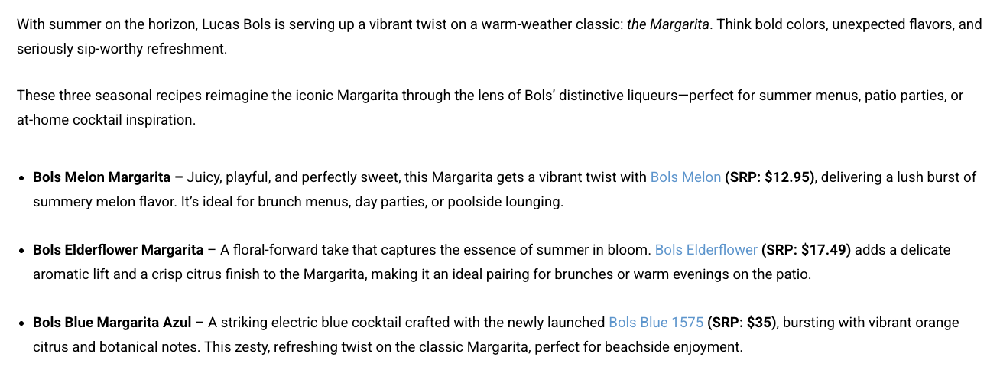 With summer on the horizon, Lucas Bols is serving up a vibrant twist on a warm-weather classic: the Margarita. Think bold colors, unexpected flavors, and
seriously sip-worthy refreshment.
These three seasonal recipes reimagine the iconic Margarita through the lens of Bols’ distinctive liqueurs—perfect for summer menus, patio parties, or
at-home cocktail inspiration.
• Bols Melon Margarita – Juicy, playful, and perfectly sweet, this Margarita gets a vibrant twist with Bols Melon (SRP: $12.95), delivering a lush burst of
summery melon flavor. It’s ideal for brunch menus, day parties, or poolside lounging.
• Bols Elderflower Margarita – A floral-forward take that captures the essence of summer in bloom. Bols Elderflower (SRP: $17.49) adds a delicate
aromatic lift and a crisp citrus finish to the Margarita, making it an ideal pairing for brunches or warm evenings on the patio.
• Bols Blue Margarita Azul – A striking electric blue cocktail crafted with the newly launched Bols Blue 1575 (SRP: $35), bursting with vibrant orange
citrus and botanical notes. This zesty, refreshing twist on the classic Margarita, perfect for beachside enjoyment.